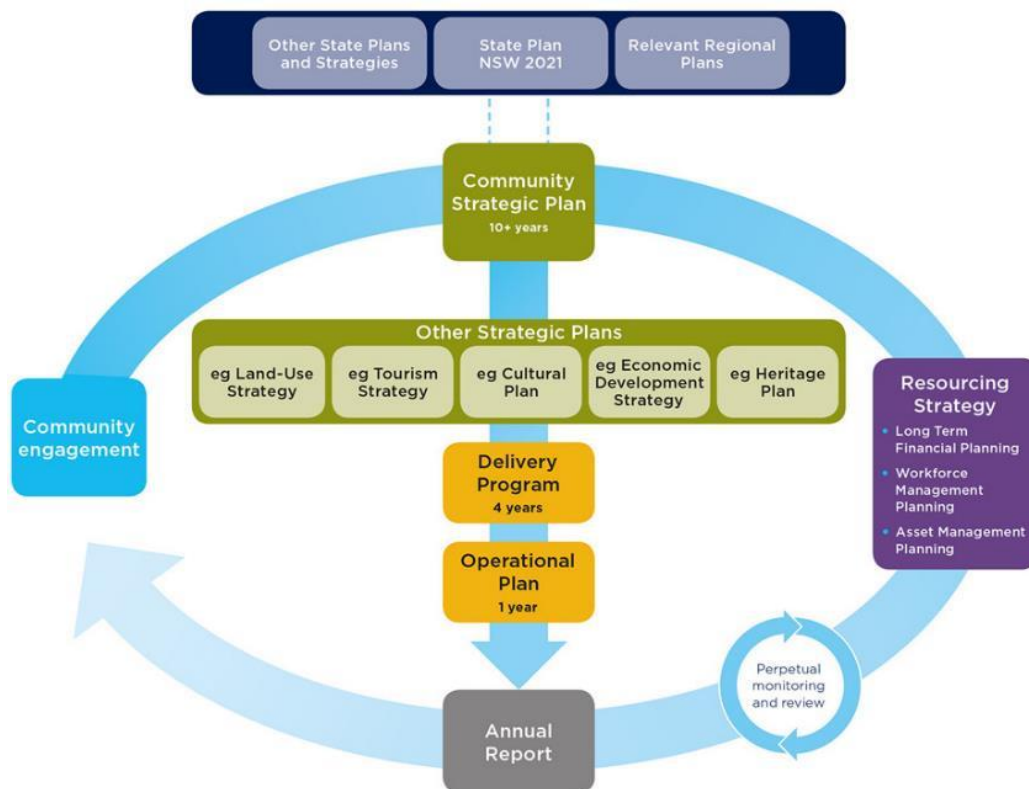 Other State Plans
and Strategies
State Plan
NSW 2021
Relevant Regional
Plans
Community
Strategic Plan
10+ years
Other Strategic Plans
eg Land-Use
Strategy
eg Tourism
Strategy
eg Cultural
Plan
eg Economic
Development
Strategy
eg Heritage
Plan
Community
engagement
Resourcing
Strategy
• Long Term
Financial Planning
• Workforce
Management
Planning
• Asset Management
Planning
Delivery
Program
4 years
Operational
Plan
1 year
Perpetual
monitoring
and review
Annual
Report